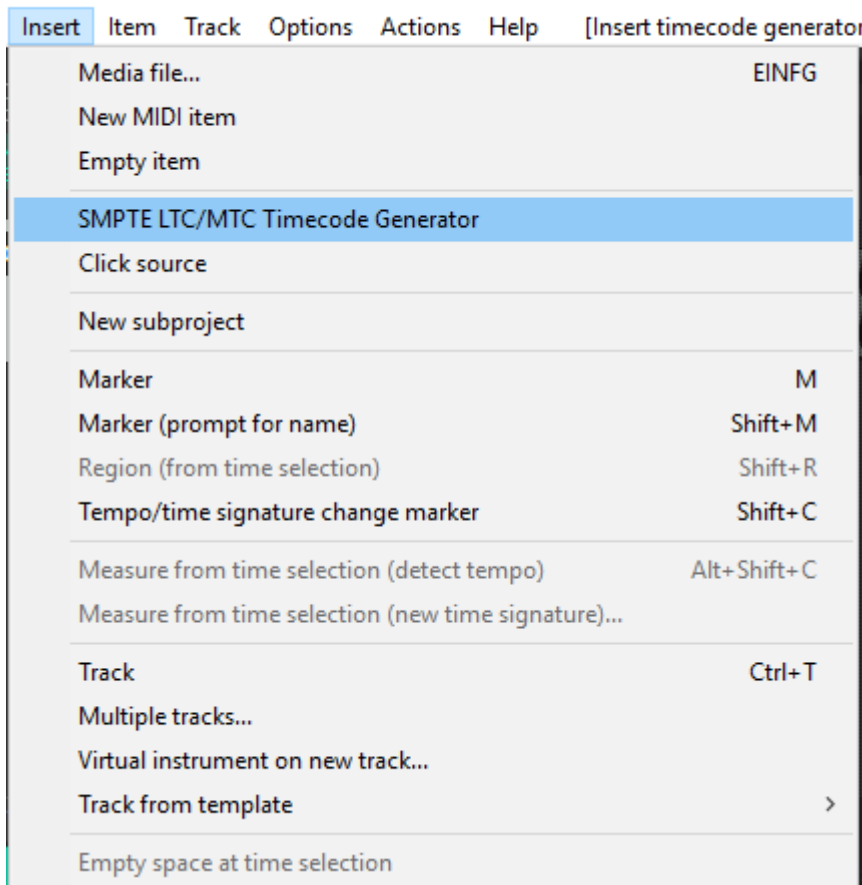 Insert Item Track Options Actions Help [Insert timecode generator
Media file... EINFG
New MIDI item
Empty item
SMPTE LTC/MTC Timecode Generator
Click source
New subproject
Marker M
Marker (prompt for name) Shift+M
Region (from time selection) Shift+R
Tempo/time signature change marker Shift+C
Measure from time selection (detect tempo) Alt+Shift+C
Measure from time selection (new time signature)...
Track Ctrl+T
Multiple tracks...
Virtual instrument on new track...
Track from template
Empty space at time selection